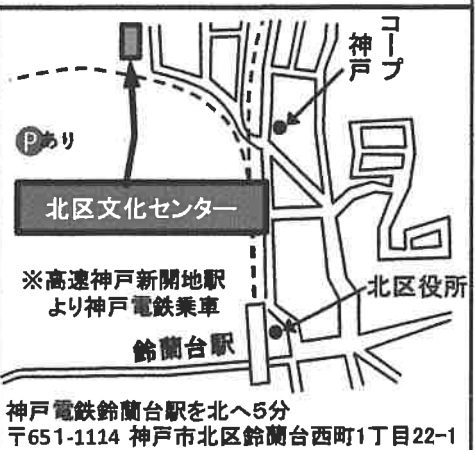 コープ
神戸
Ⓟあり
北区文化センター
※高速神戸新開地駅
より神戸電鉄乗車
北区役所
鈴蘭台駅
神戸電鉄鈴蘭台駅を北へ5分
〒651-1114 神戸市北区鈴蘭台西町1丁目22-1